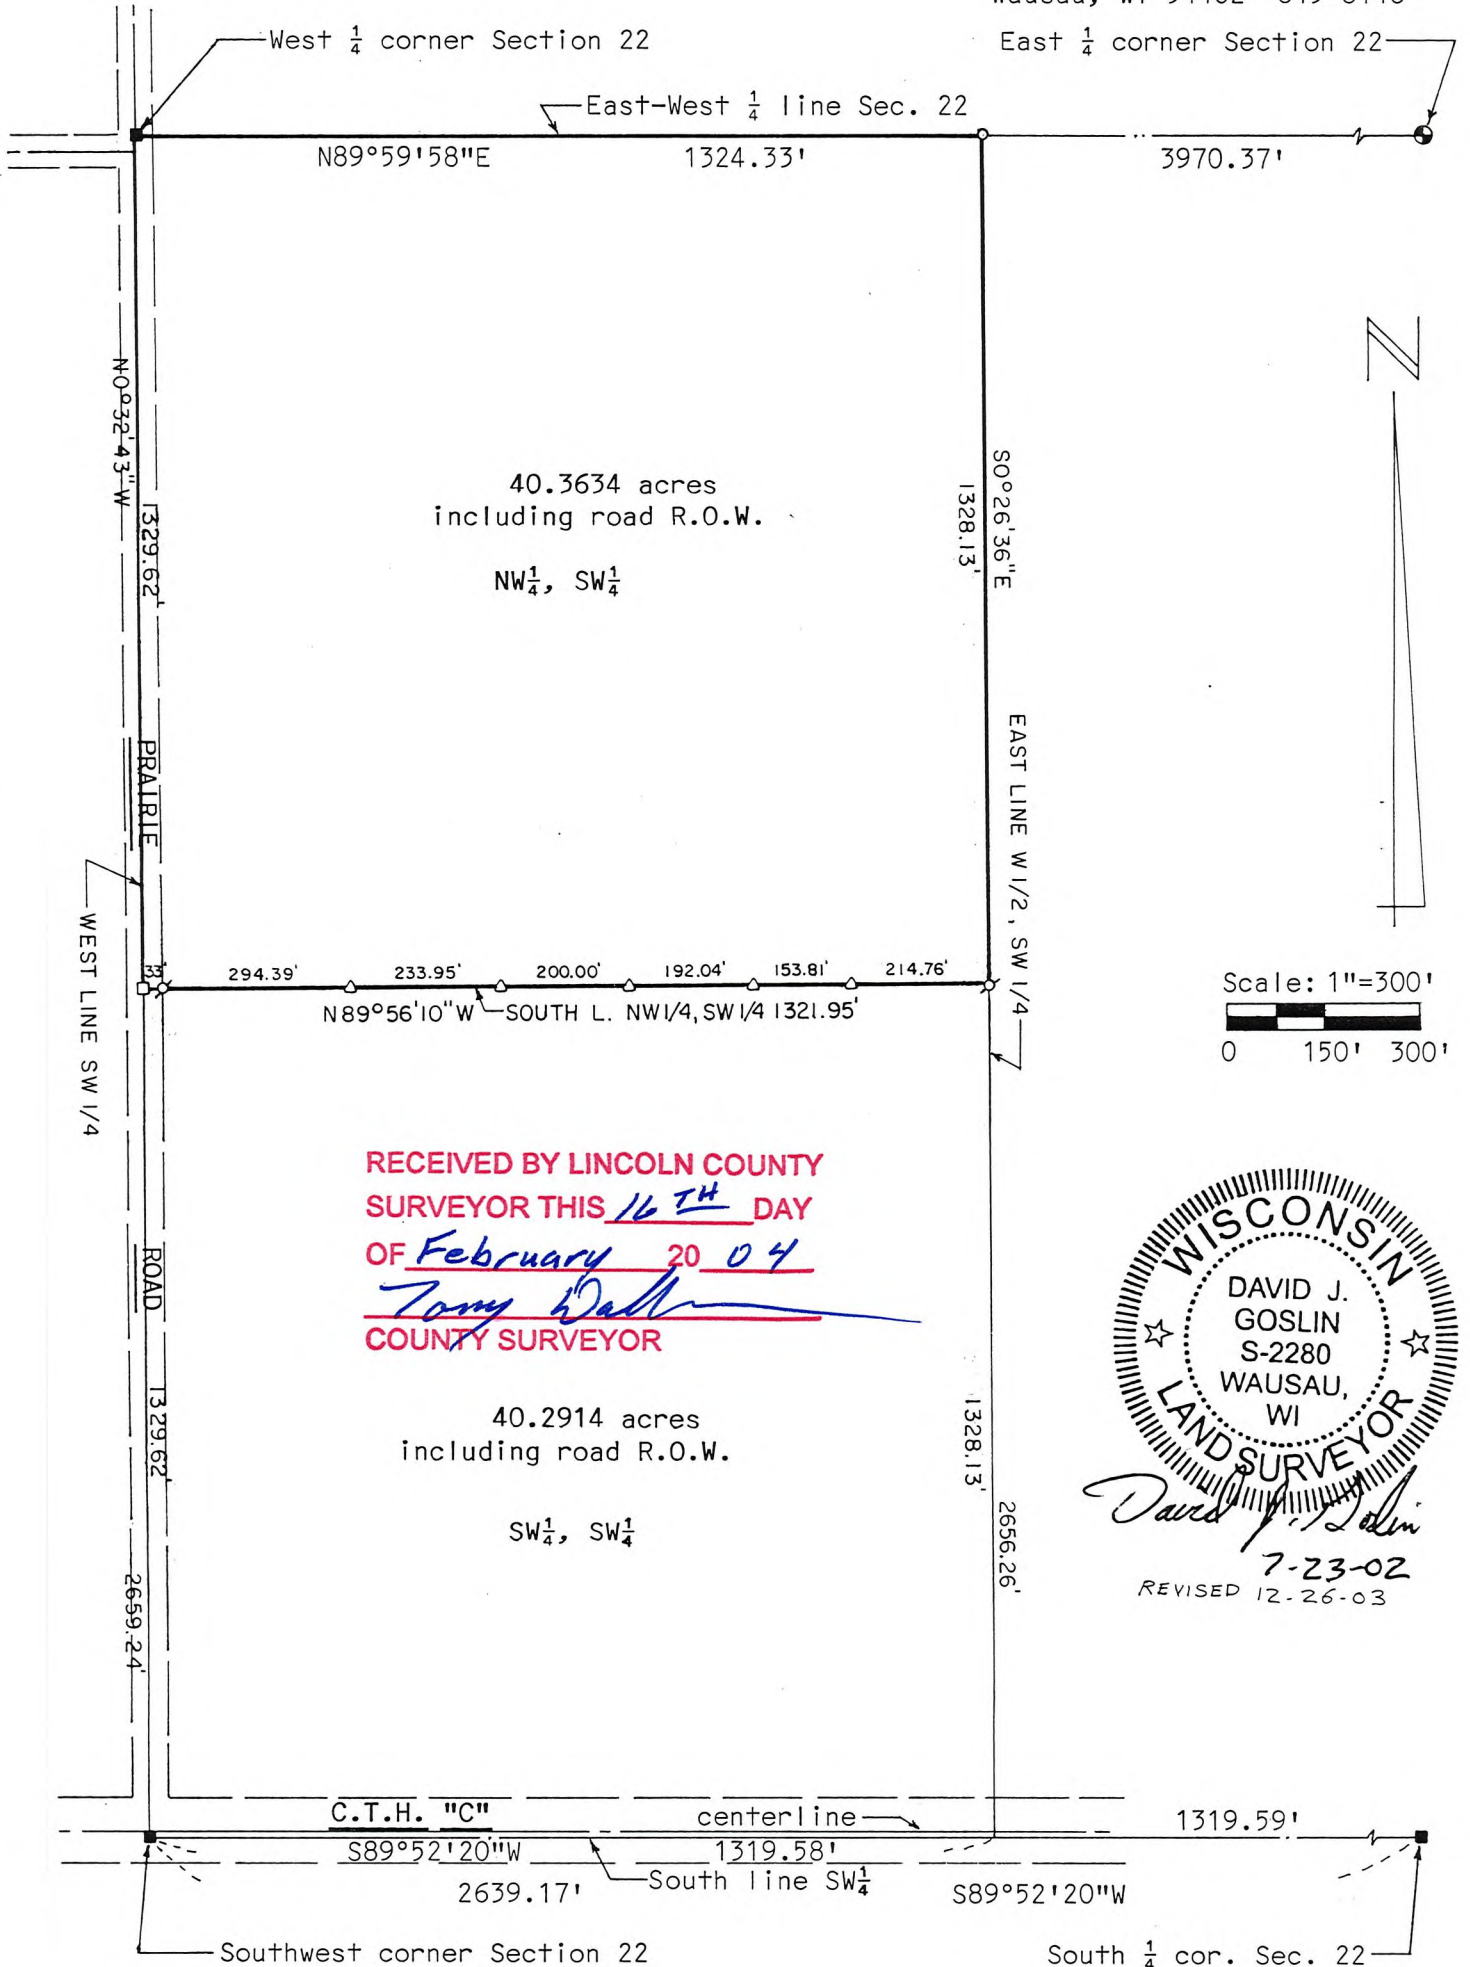 West 1/4 corner Section 22
East 1/4 corner Section 22
East-West 1/4 line Sec. 22
N89°59'58"E 1324.33' 3970.37'
N0°32'43"W
1329.62'
N
40.3634 acres
including road R.O.W.
NW1/4, SW1/4
S0°26'36"E
1328.13'
PRAIRIE
EAST LINE W1/2, SW 1/4
WEST LINE SW 1/4
33' 294.39' 233.95' 200.00' 192.04' 153.81' 214.76'
N89°56'10"W SOUTH L. NW1/4, SW1/4 1321.95'
Scale: 1"=300'
0 150' 300'
RECEIVED BY LINCOLN COUNTY
SURVEYOR THIS 16TH DAY
OF February 20 04
Tony
COUNTY SURVEYOR
ROAD
1329.62'
2659.24'
40.2914 acres
including road R.O.W.
SW1/4, SW1/4
1328.13'
2656.26'
WISCONSIN
DAVID J.
GOSLIN
S-2280
WAUSAU,
WI
LAND SURVEYOR
David J. Goslin
7-23-02
REVISED 12-26-03
C.T.H. "C" centerline 1319.59'
S89°52'20"W 1319.58'
South line SW1/4
2639.17' S89°52'20"W
Southwest corner Section 22
South 1/4 cor. Sec. 22